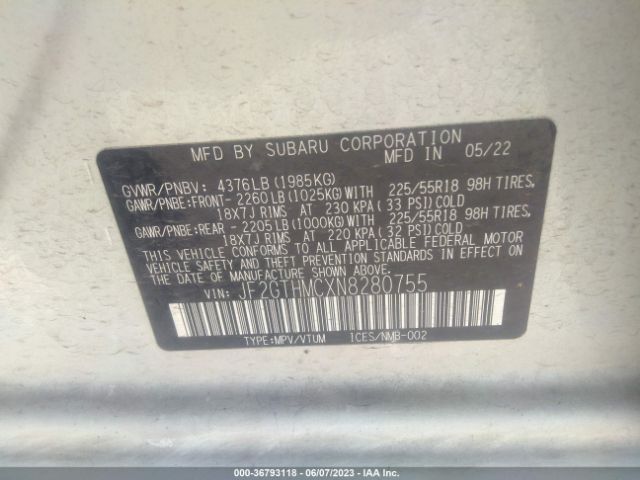 MFD BY SUBARU CORPORATION
MFD IN 05/22
GVWR/PNBV: 4376LB(1985KG)
GAWR/PNBE:FRONT- 2260LB(1025KG)WITH 225/55R18 98H TIRES,
18X7J RIMS AT 230 KPA( 33 PSI)COLD
GAWR/PNBE:REAR - 2205LB(1000KG)WITH 225/55R18 98H TIRES,
18X7J RIMS AT 220 KPA( 32 PSI)COLD
THIS VEHICLE CONFORMS TO ALL APPLICABLE FEDERAL MOTOR
VEHICLE SAFETY AND THEFT PREVENTION STANDARDS IN EFFECT ON
THE DATE OF MANUFACTURE SHOWN ABOVE.
VIN: JF2GTHMCXN8280755
TYPE:MPV/VTUM ICES/NMB-002
000-36793118 - 06/07/2023 - IAA Inc.